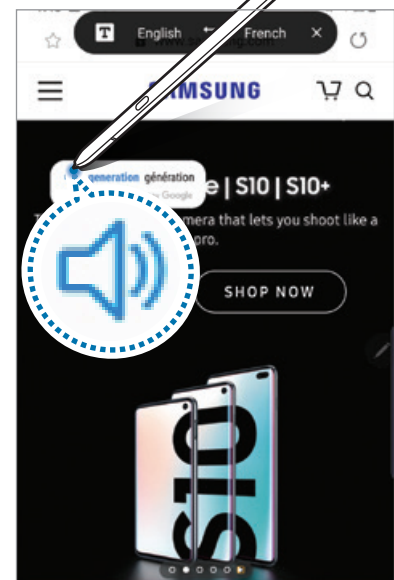 T English French
SAMSUNG
generation génération
Google
e | S10 | S10+
mera that lets you shoot like a
pro.
SHOP NOW
S10